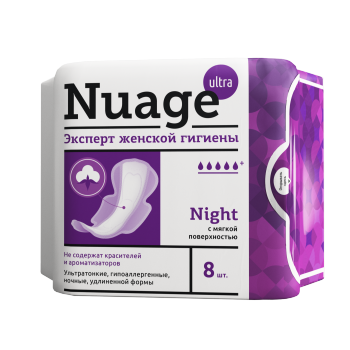 ultra
Nuage
Эксперт женской гигиены
Night
с мягкой
поверхностью
Не содержат красителей
и ароматизаторов
Ультратонкие, гипоаллергенные,
ночные, удлиненной формы
8 шт.